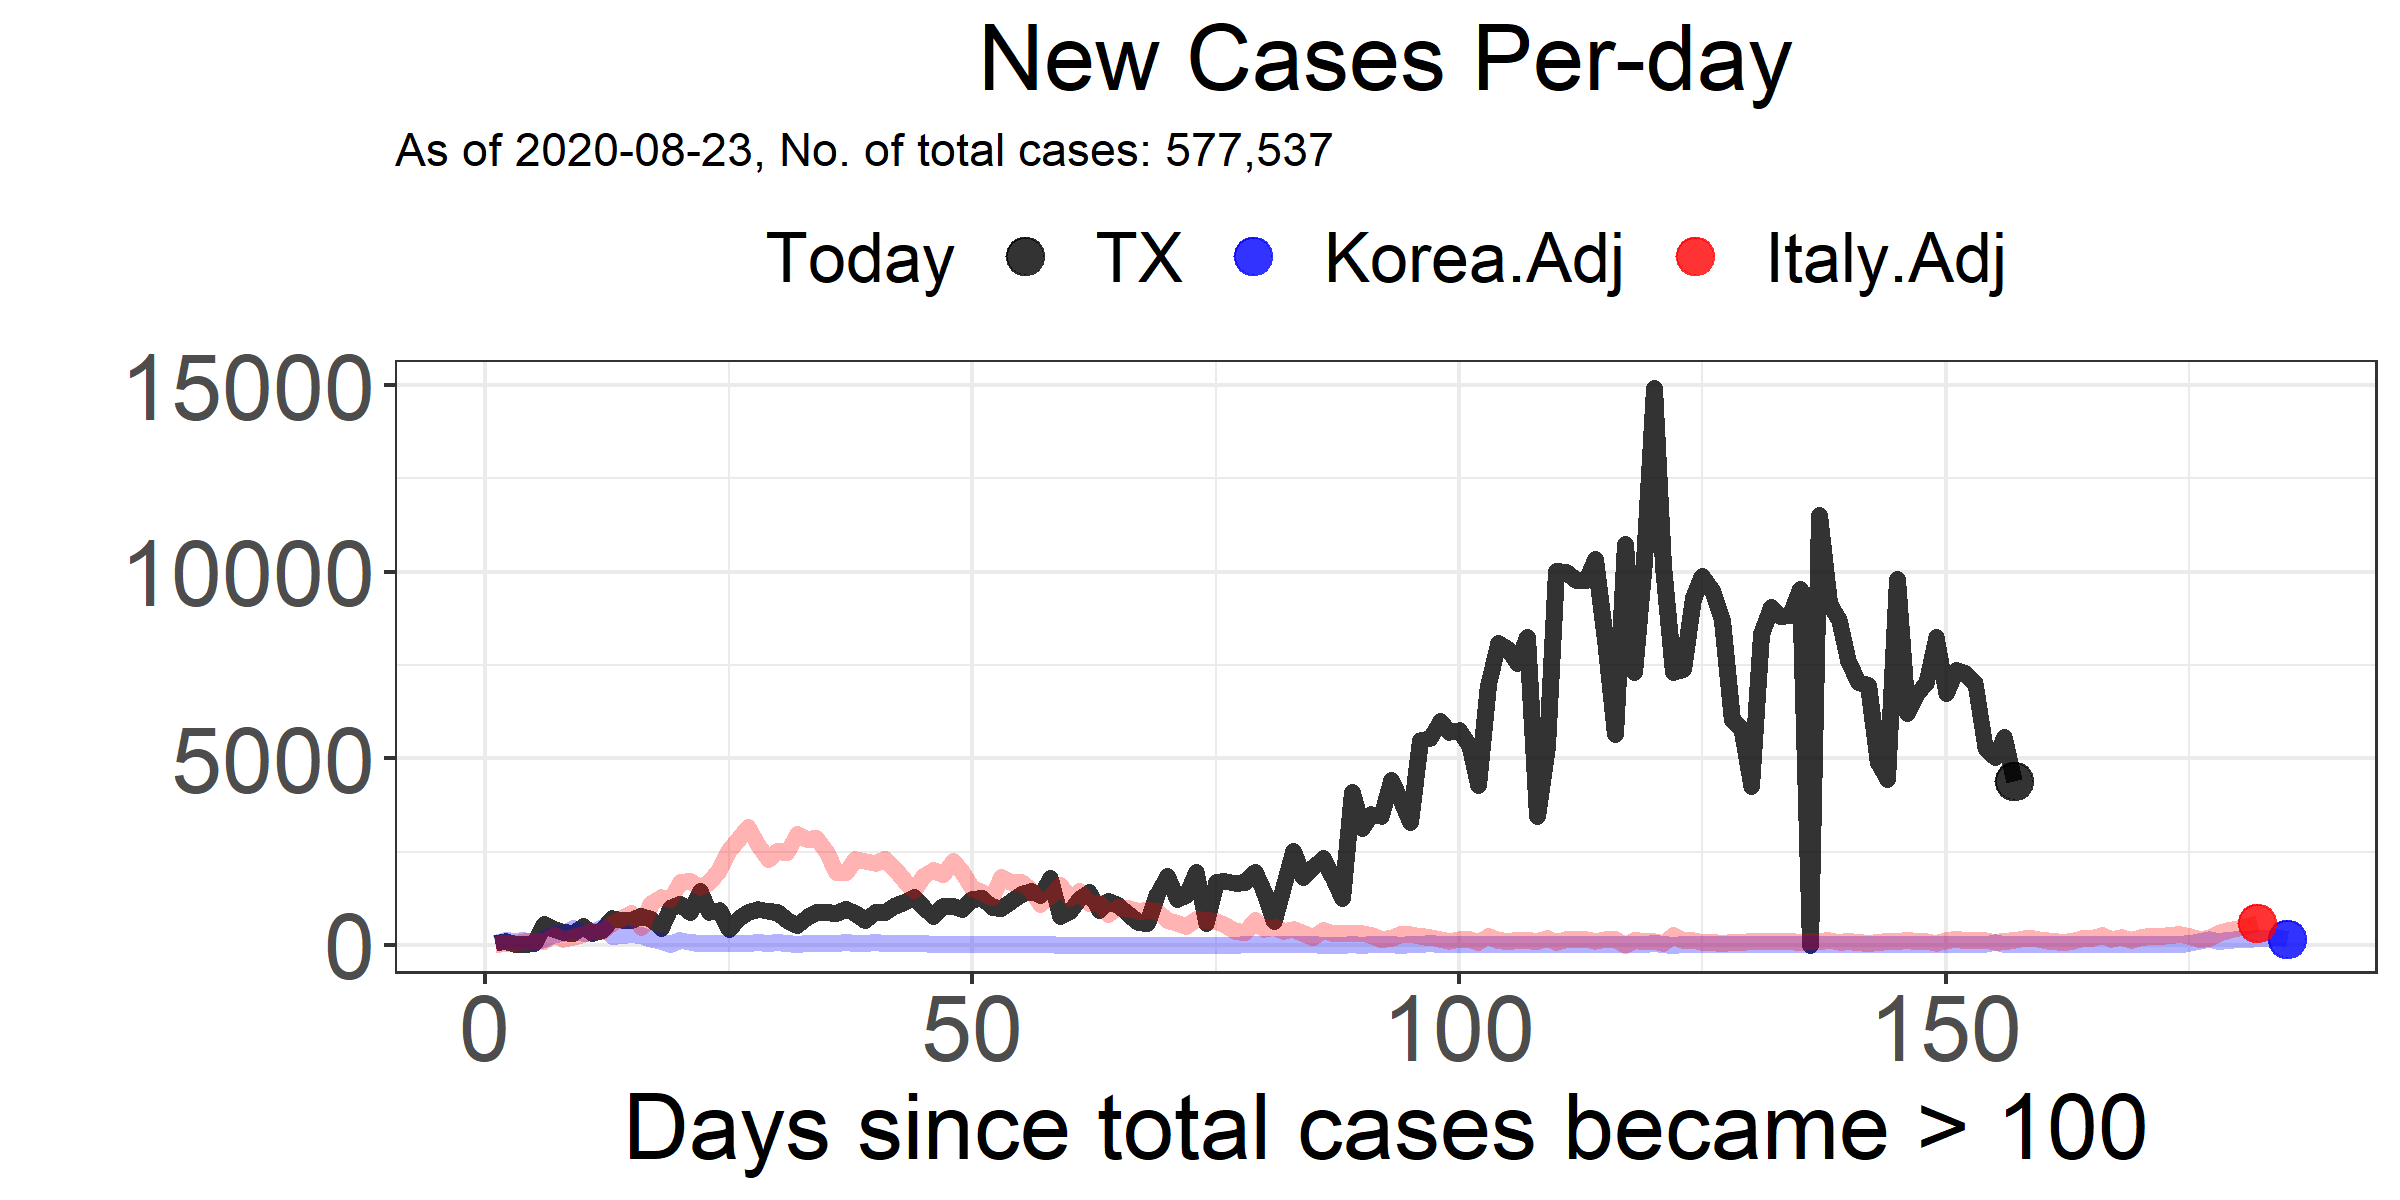 New Cases Per-day
As of 2020-08-23, No. of total cases: 577,537
Today TX Korea.Adj Italy.Adj
15000
10000
5000
0
0 50 100 150
Days since total cases became > 100